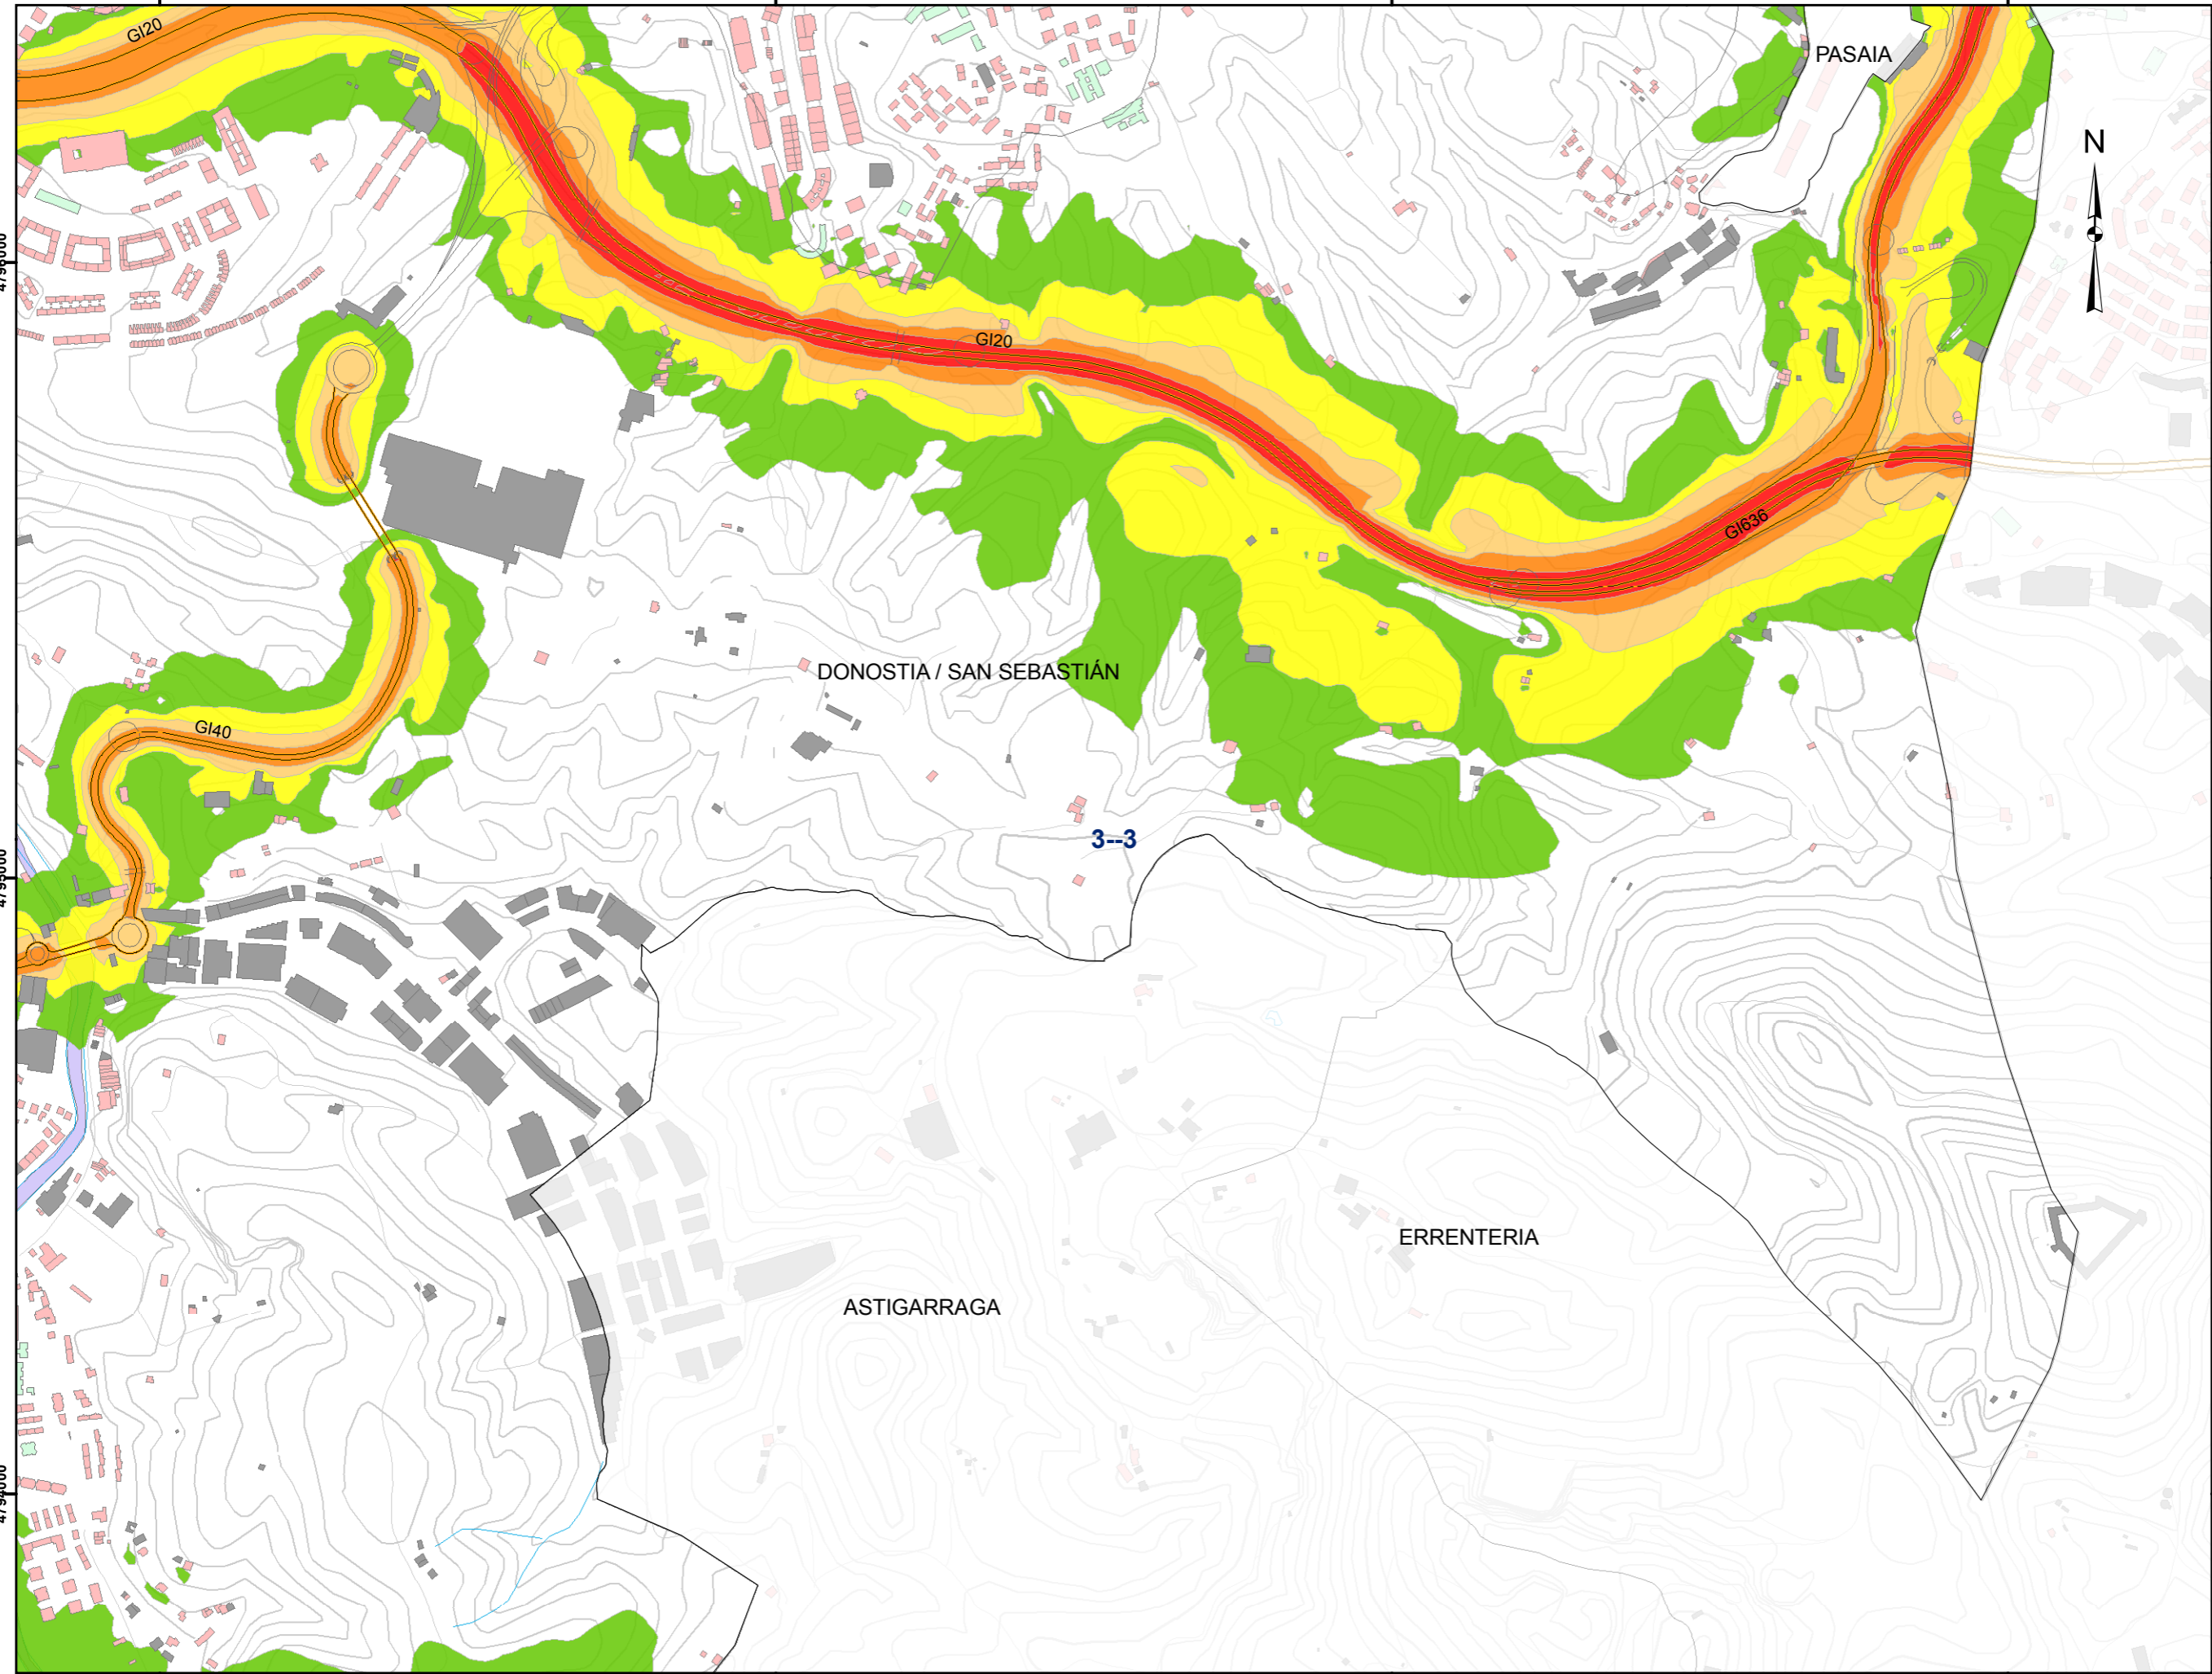 GI20
PASAIA
N
GI20
GI636
DONOSTIA / SAN SEBASTIÁN
GI40
3--3
ERRENTERIA
ASTIGARRAGA